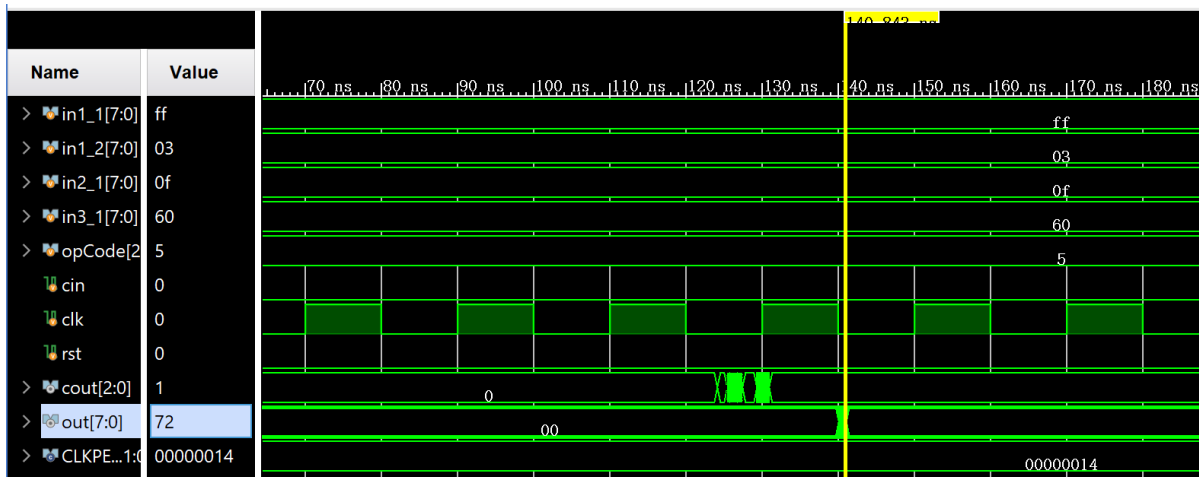 140.843 ns
Name Value
70 ns 80 ns 90 ns 100 ns 110 ns 120 ns 130 ns 140 ns 150 ns 160 ns 170 ns 180 ns
in1_1[7:0] ff ff
in1_2[7:0] 03 03
in2_1[7:0] 0f 0f
in3_1[7:0] 60 60
opCode[2 5 5
cin 0
clk 0
rst 0
cout[2:0] 1 0
out[7:0] 72 00
CLKPE...1:0 00000014 00000014